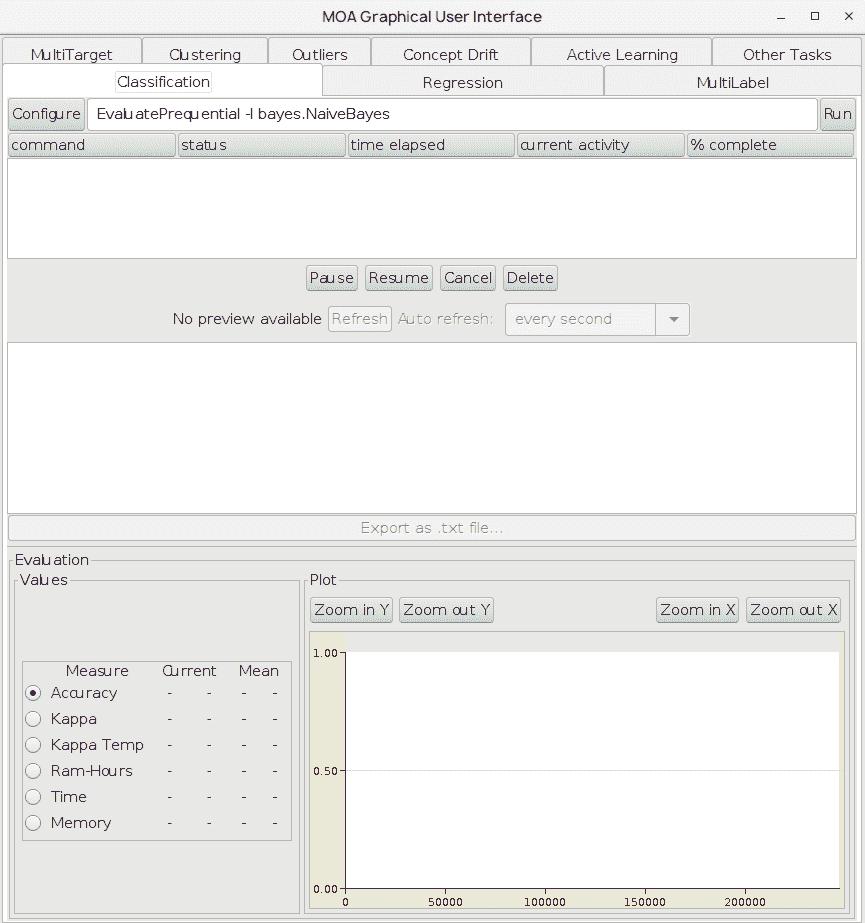 MOA Graphical User Interface
MultiTarget Clustering Outliers Concept Drift Active Learning Other Tasks
Classification Regression MultiLabel
Configure EvaluatePrequential -l bayes.NaiveBayes Run
command status time elapsed current activity % complete
Pause Resume Cancel Delete
No preview available Refresh Auto refresh: every second
Export as .txt file...
Evaluation
Values
Measure Current Mean
Accuracy - - - -
Kappa - - - -
Kappa Temp - - - -
Ram-Hours - - - -
Time - - - -
Memory - - - -
Plot
Zoom in Y Zoom out Y Zoom in X Zoom out X
1.00
0.50
0.00
0 50000 100000 150000 200000